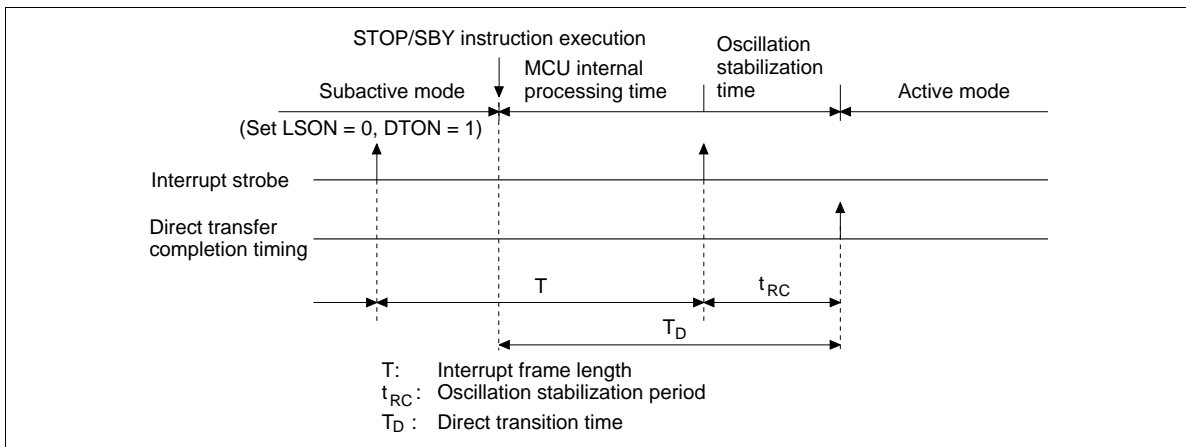 STOP/SBY instruction execution
Oscillation
stabilization
time
MCU internal
processing time
Subactive mode
Active mode
(Set LSON = 0, DTON = 1)
Interrupt strobe
Direct transfer
completion timing
T
tRC
TD
T: Interrupt frame length
tRC: Oscillation stabilization period
TD: Direct transition time